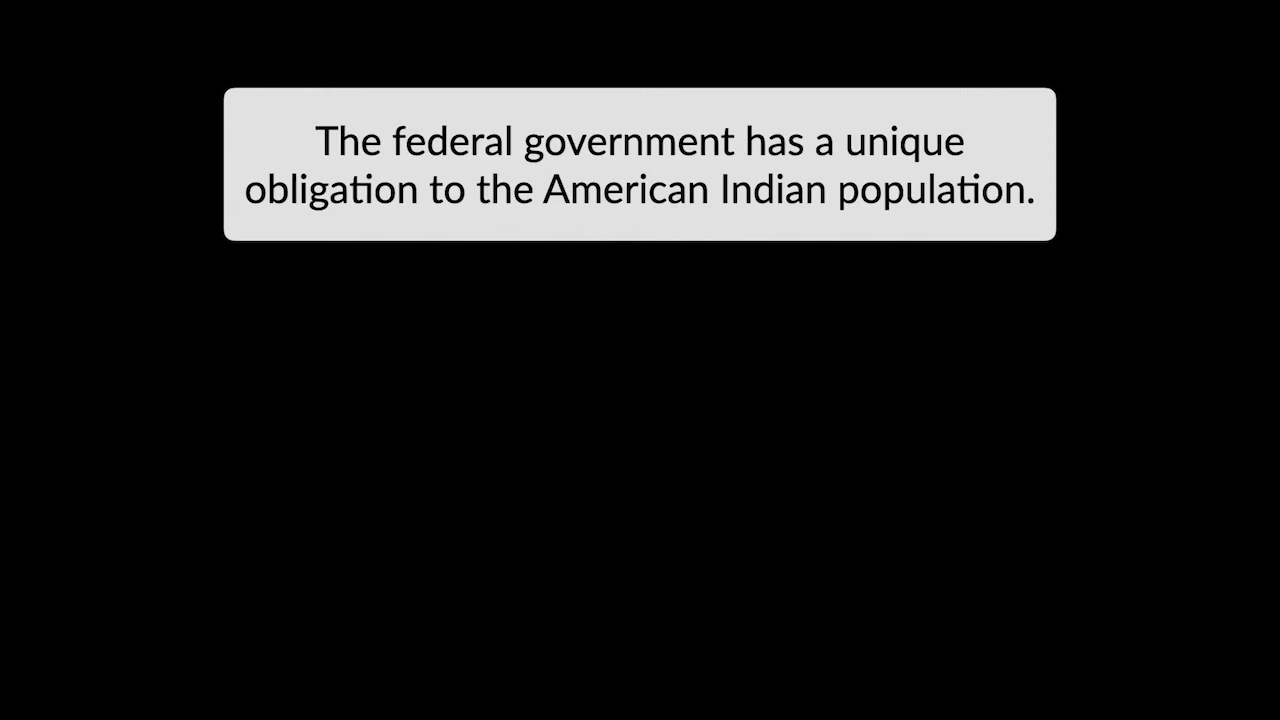 The federal government has a unique
obligation to the American Indian population.